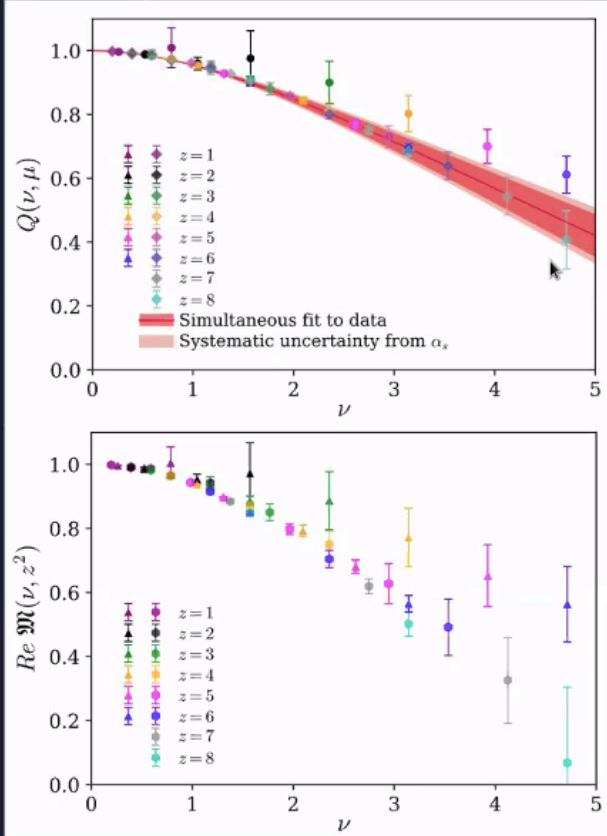 1.0
0.8
0.6
0.4
0.2
0.0
Q(ν, μ)
z = 1
z = 2
z = 3
z = 4
z = 5
z = 6
z = 7
z = 8
Simultaneous fit to data
Systematic uncertainty from αₛ
0 1 2 3 4 5
ν
1.0
0.8
0.6
0.4
0.2
0.0
Re 𝔐(ν, z²)
z = 1
z = 2
z = 3
z = 4
z = 5
z = 6
z = 7
z = 8
0 1 2 3 4 5
ν